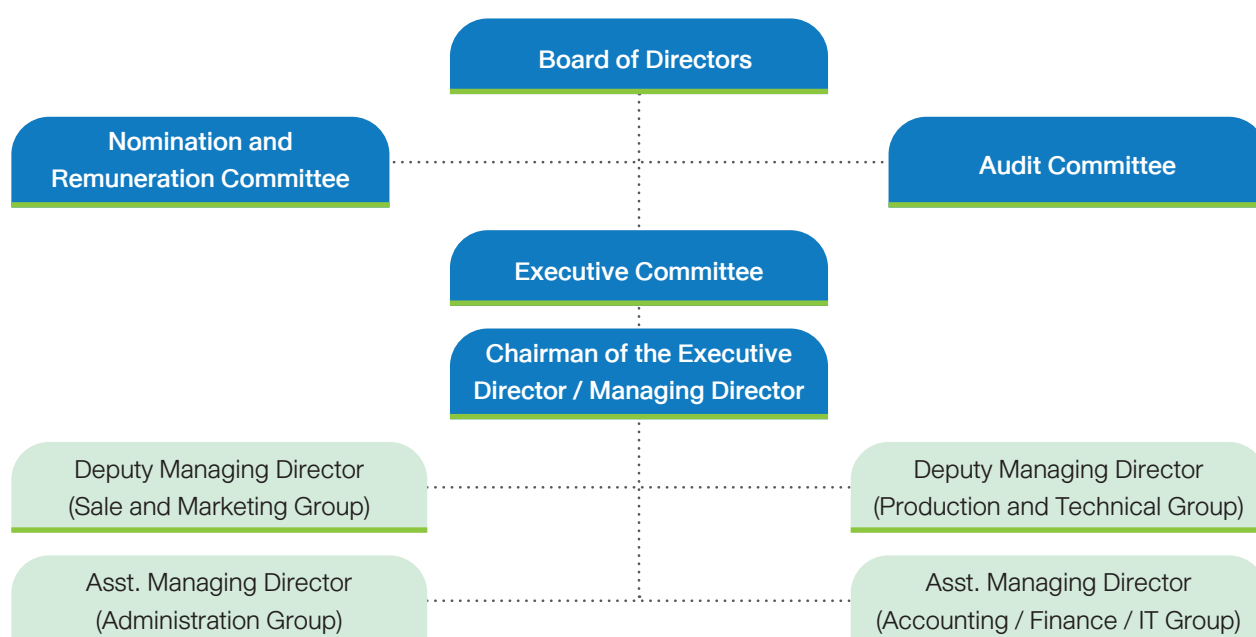 Board of Directors
Nomination and
Remuneration Committee
Audit Committee
Executive Committee
Chairman of the Executive
Director / Managing Director
Deputy Managing Director
(Sale and Marketing Group)
Deputy Managing Director
(Production and Technical Group)
Asst. Managing Director
(Administration Group)
Asst. Managing Director
(Accounting / Finance / IT Group)